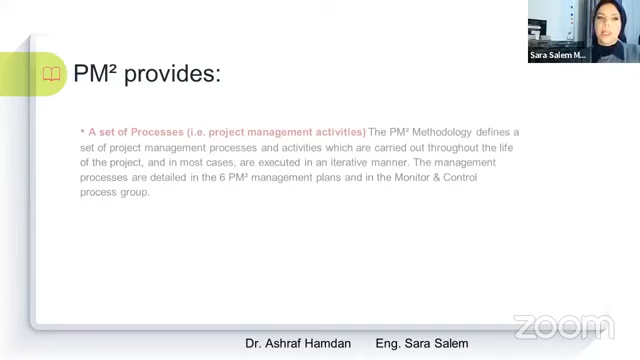 Sara Salem M...
PM² provides:
• A set of Processes (i.e. project management activities) The PM² Methodology defines a
set of project management processes and activities which are carried out throughout the life
of the project, and in most cases, are executed in an iterative manner. The management
processes are detailed in the 6 PM² management plans and in the Monitor & Control
process group.
zoom
Dr. Ashraf Hamdan Eng. Sara Salem